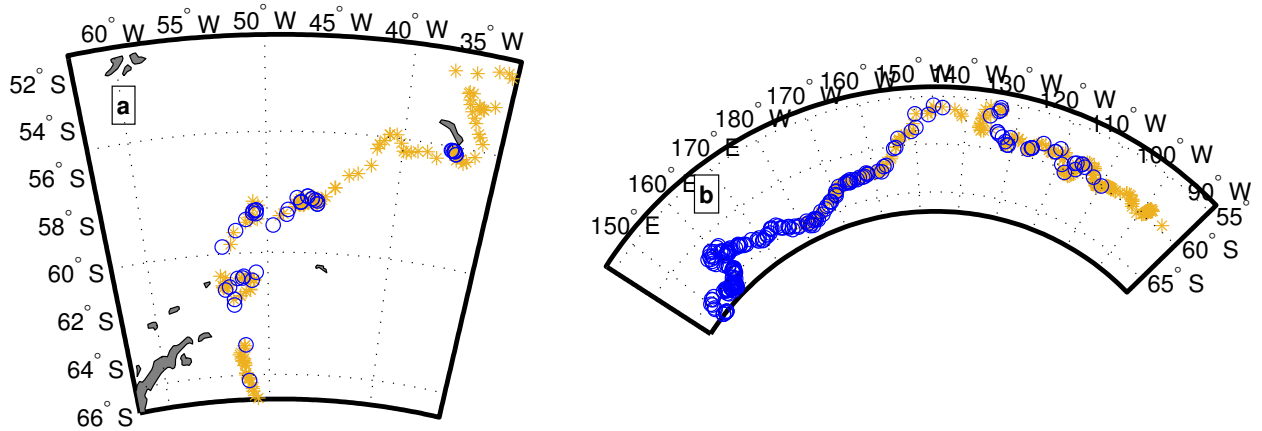 60° W
55° W
50° W
45° W
40° W
35° W
52° S
54° S
56° S
58° S
60° S
62° S
64° S
66° S
a
150° E
160° E
170° E
180° W
170° W
160° W
150° W
140° W
130° W
120° W
110° W
100° W
90° W
55°
60° S
65° S
b